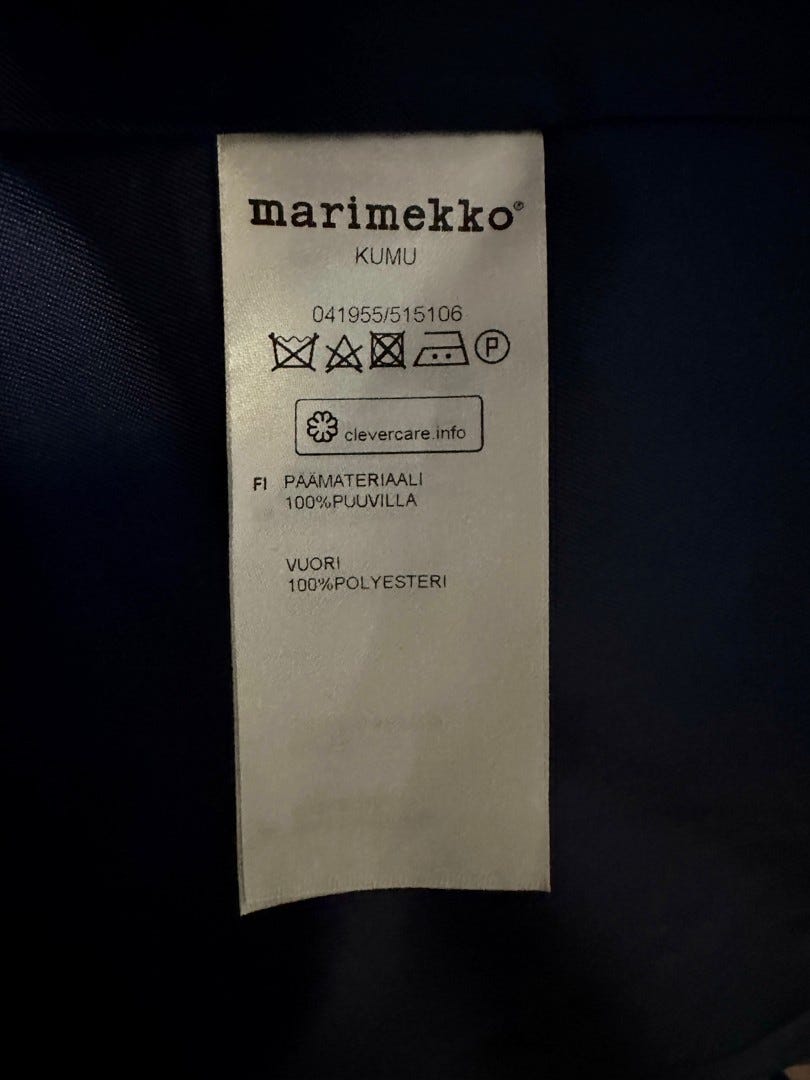 marimekko®
KUMU
041955/515106
P
clevercare.info
FI PÄÄMATERIAALI
100%PUUVILLA
VUORI
100%POLYESTERI